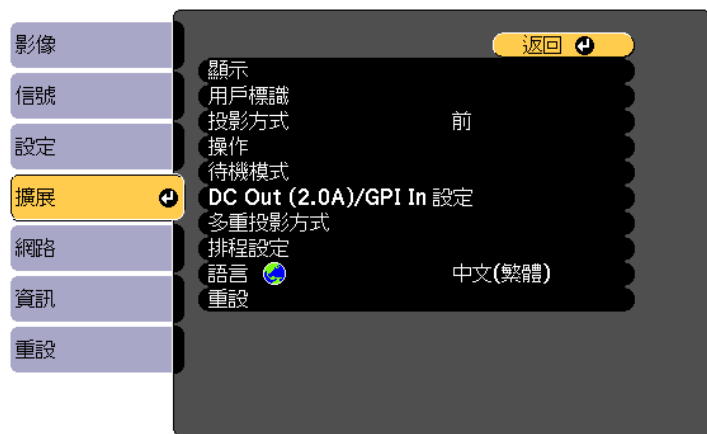 影像
信號
設定
擴展
網路
資訊
重設
返回
顯示
用戶標識
投影方式 前
操作
待機模式
DC Out (2.0A)/GPI In 設定
多重投影方式
排程設定
語言 中文(繁體)
重設